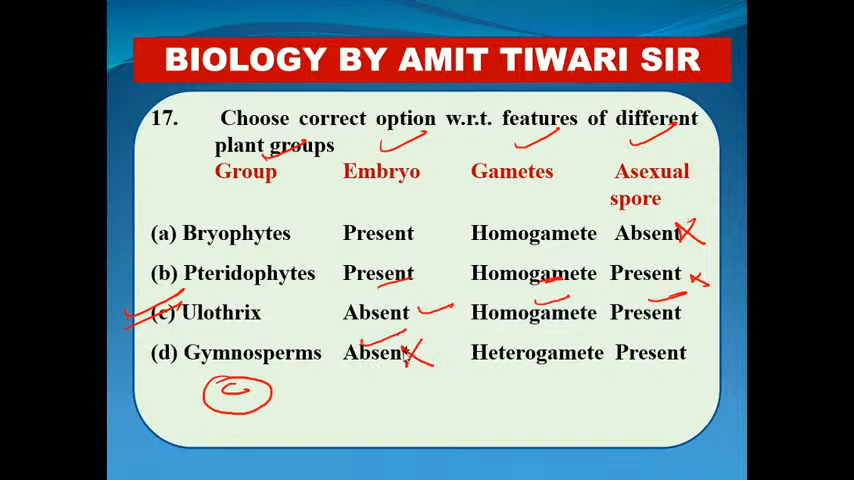 BIOLOGY BY AMIT TIWARI SIR
17. Choose correct option w.r.t. features of different
plant groups
Group Embryo Gametes Asexual
spore
(a) Bryophytes Present Homogamete Absent
(b) Pteridophytes Present Homogamete Present
(c) Ulothrix Absent Homogamete Present
(d) Gymnosperms Absent Heterogamete Present
C